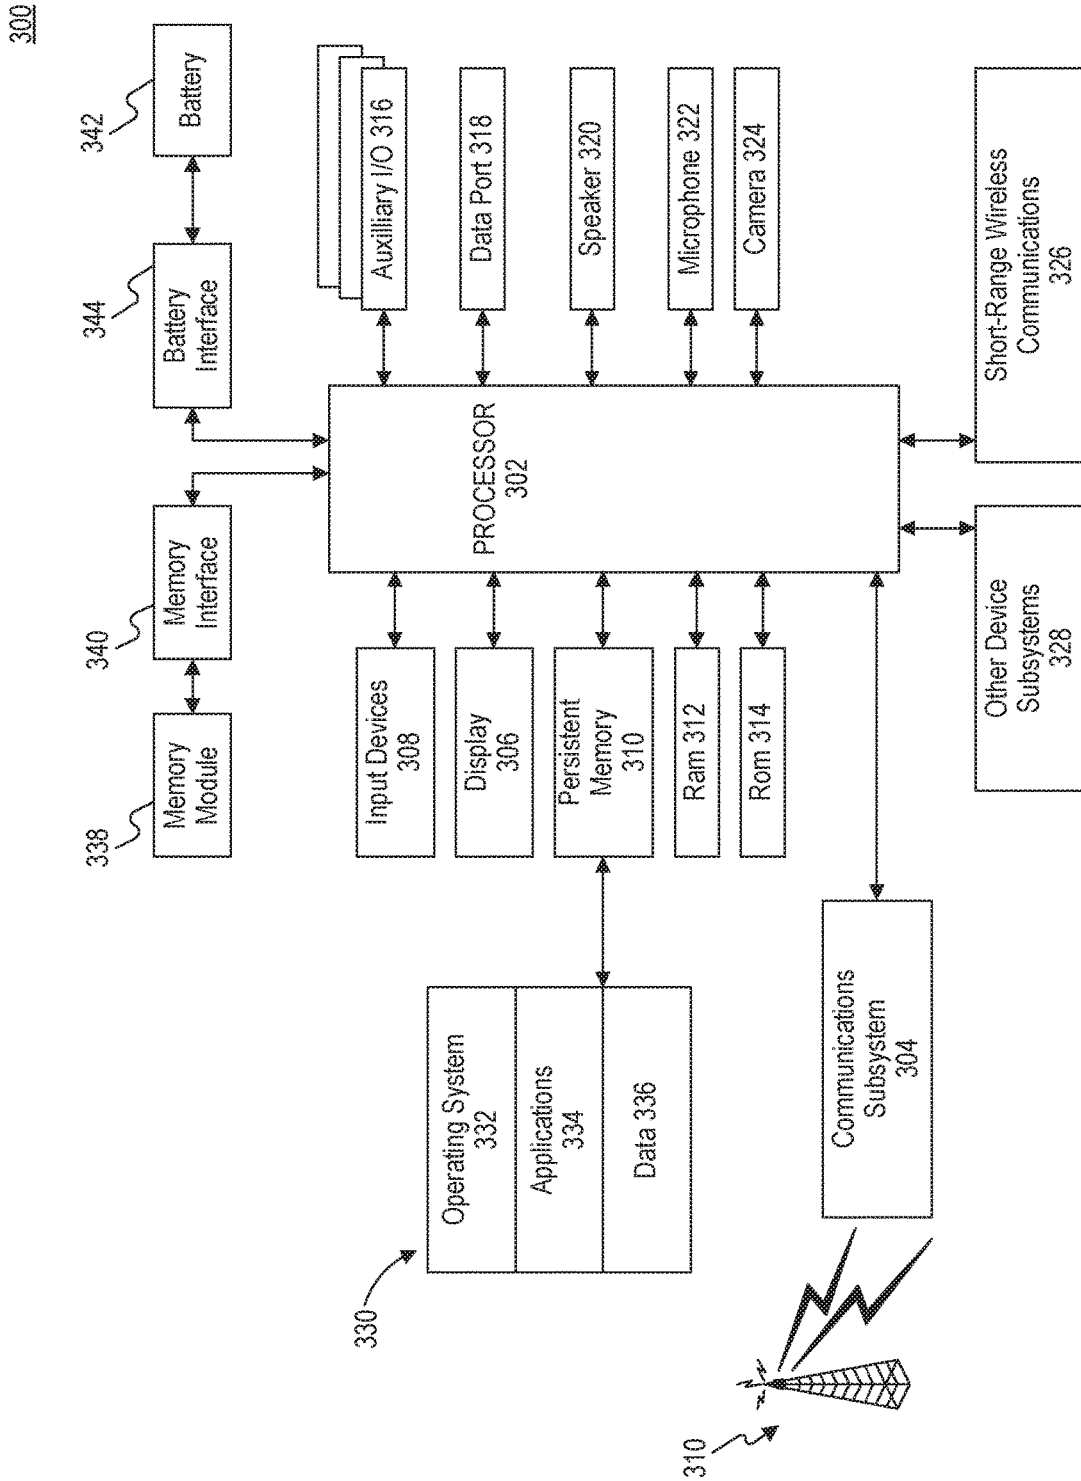 300
342
Battery
344
Battery
Interface
340
Memory
Interface
338
Memory
Module
Auxilliary I/O 316
Data Port 318
Speaker 320
Microphone 322
Camera 324
PROCESSOR
302
Input Devices
308
Display
306
Persistent
Memory
310
Ram 312
Rom 314
330
Operating System
332
Applications
334
Data 336
Communications
Subsystem
304
310
Short-Range Wireless
Communications
326
Other Device
Subsystems
328